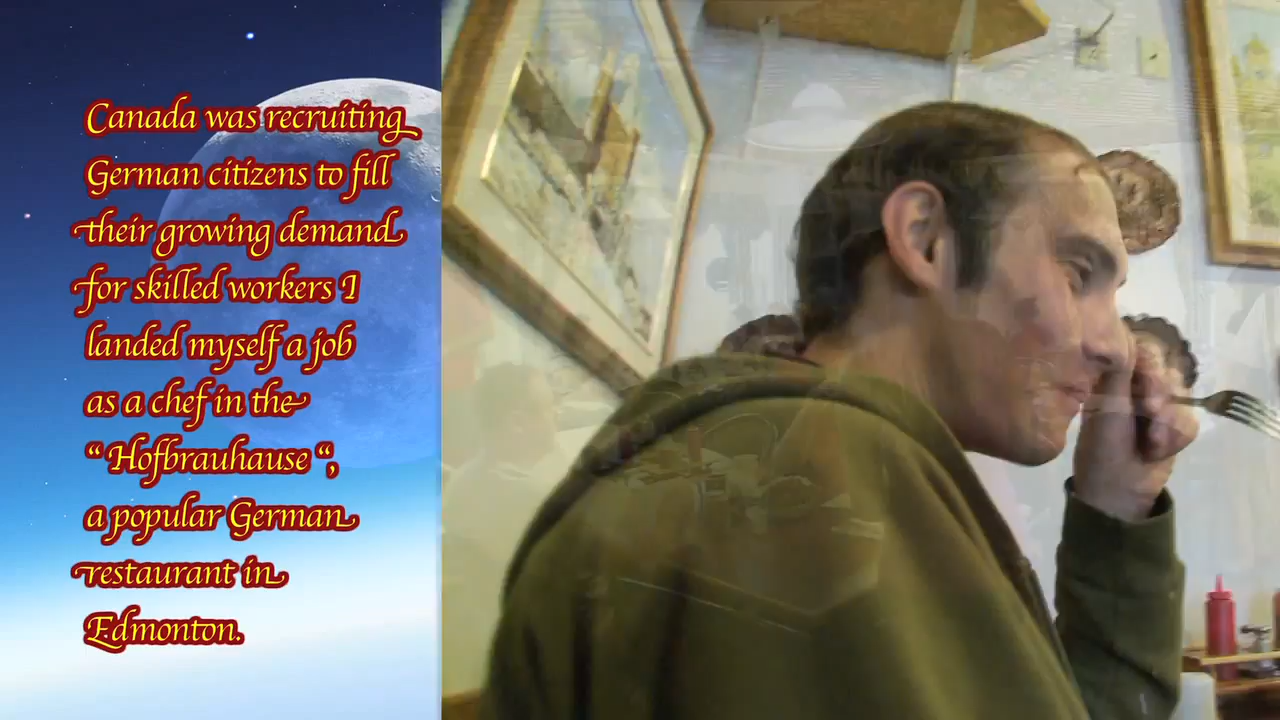 Canada was recruiting
German citizens to fill
their growing demand
for skilled workers I
landed myself a job
as a chef in the
“ Hofbrauhause “,
a popular German
restaurant in
Edmonton.